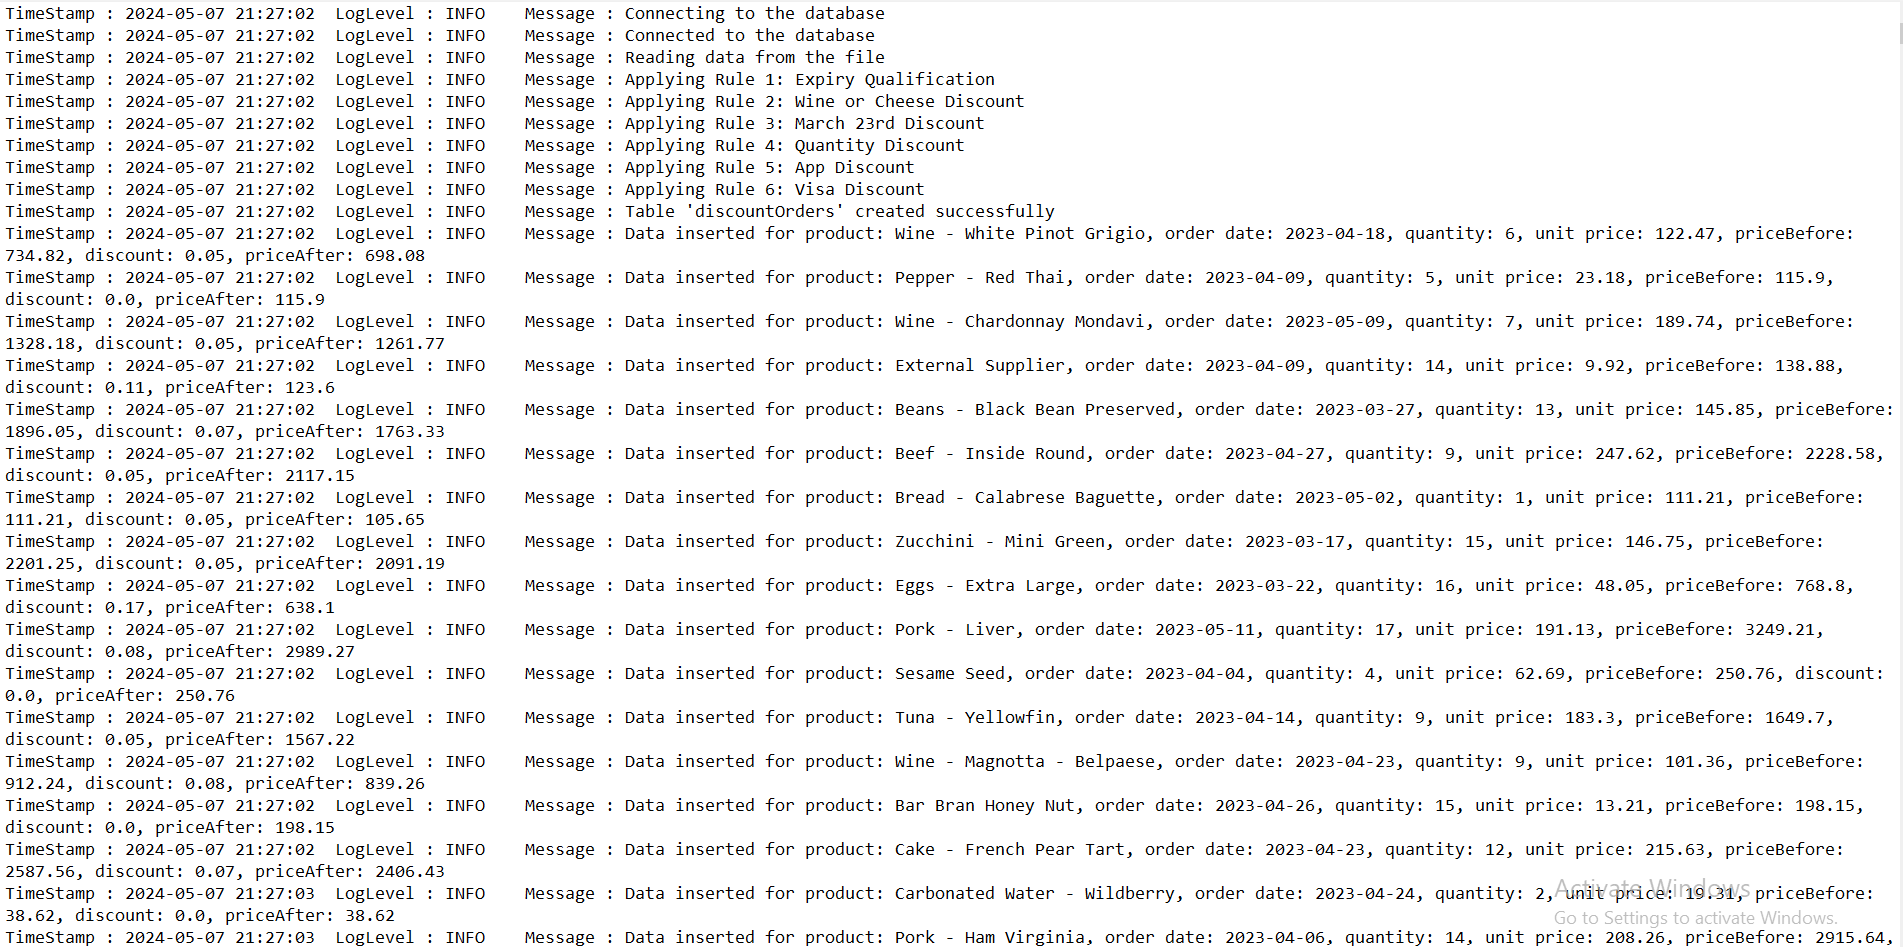 TimeStamp : 2024-05-07 21:27:02  LogLevel : INFO    Message : Connecting to the database
TimeStamp : 2024-05-07 21:27:02  LogLevel : INFO    Message : Connected to the database
TimeStamp : 2024-05-07 21:27:02  LogLevel : INFO    Message : Reading data from the file
TimeStamp : 2024-05-07 21:27:02  LogLevel : INFO    Message : Applying Rule 1: Expiry Qualification
TimeStamp : 2024-05-07 21:27:02  LogLevel : INFO    Message : Applying Rule 2: Wine or Cheese Discount
TimeStamp : 2024-05-07 21:27:02  LogLevel : INFO    Message : Applying Rule 3: March 23rd Discount
TimeStamp : 2024-05-07 21:27:02  LogLevel : INFO    Message : Applying Rule 4: Quantity Discount
TimeStamp : 2024-05-07 21:27:02  LogLevel : INFO    Message : Applying Rule 5: App Discount
TimeStamp : 2024-05-07 21:27:02  LogLevel : INFO    Message : Applying Rule 6: Visa Discount
TimeStamp : 2024-05-07 21:27:02  LogLevel : INFO    Message : Table 'discountOrders' created successfully
TimeStamp : 2024-05-07 21:27:02  LogLevel : INFO    Message : Data inserted for product: Wine - White Pinot Grigio, order date: 2023-04-18, quantity: 6, unit price: 122.47, priceBefore:
734.82, discount: 0.05, priceAfter: 698.08
TimeStamp : 2024-05-07 21:27:02  LogLevel : INFO    Message : Data inserted for product: Pepper - Red Thai, order date: 2023-04-09, quantity: 5, unit price: 23.18, priceBefore: 115.9,
discount: 0.0, priceAfter: 115.9
TimeStamp : 2024-05-07 21:27:02  LogLevel : INFO    Message : Data inserted for product: Wine - Chardonnay Mondavi, order date: 2023-05-09, quantity: 7, unit price: 189.74, priceBefore:
1328.18, discount: 0.05, priceAfter: 1261.77
TimeStamp : 2024-05-07 21:27:02  LogLevel : INFO    Message : Data inserted for product: External Supplier, order date: 2023-04-09, quantity: 14, unit price: 9.92, priceBefore: 138.88,
discount: 0.11, priceAfter: 123.6
TimeStamp : 2024-05-07 21:27:02  LogLevel : INFO    Message : Data inserted for product: Beans - Black Bean Preserved, order date: 2023-03-27, quantity: 13, unit price: 145.85, priceBefore:
1896.05, discount: 0.07, priceAfter: 1763.33
TimeStamp : 2024-05-07 21:27:02  LogLevel : INFO    Message : Data inserted for product: Beef - Inside Round, order date: 2023-04-27, quantity: 9, unit price: 247.62, priceBefore: 2228.58,
discount: 0.05, priceAfter: 2117.15
TimeStamp : 2024-05-07 21:27:02  LogLevel : INFO    Message : Data inserted for product: Bread - Calabrese Baguette, order date: 2023-05-02, quantity: 1, unit price: 111.21, priceBefore:
111.21, discount: 0.05, priceAfter: 105.65
TimeStamp : 2024-05-07 21:27:02  LogLevel : INFO    Message : Data inserted for product: Zucchini - Mini Green, order date: 2023-03-17, quantity: 15, unit price: 146.75, priceBefore:
2201.25, discount: 0.05, priceAfter: 2091.19
TimeStamp : 2024-05-07 21:27:02  LogLevel : INFO    Message : Data inserted for product: Eggs - Extra Large, order date: 2023-03-22, quantity: 16, unit price: 48.05, priceBefore: 768.8,
discount: 0.17, priceAfter: 638.1
TimeStamp : 2024-05-07 21:27:02  LogLevel : INFO    Message : Data inserted for product: Pork - Liver, order date: 2023-05-11, quantity: 17, unit price: 191.13, priceBefore: 3249.21,
discount: 0.08, priceAfter: 2989.27
TimeStamp : 2024-05-07 21:27:02  LogLevel : INFO    Message : Data inserted for product: Sesame Seed, order date: 2023-04-04, quantity: 4, unit price: 62.69, priceBefore: 250.76, discount:
0.0, priceAfter: 250.76
TimeStamp : 2024-05-07 21:27:02  LogLevel : INFO    Message : Data inserted for product: Tuna - Yellowfin, order date: 2023-04-14, quantity: 9, unit price: 183.3, priceBefore: 1649.7,
discount: 0.05, priceAfter: 1567.22
TimeStamp : 2024-05-07 21:27:02  LogLevel : INFO    Message : Data inserted for product: Wine - Magnotta - Belpaese, order date: 2023-04-23, quantity: 9, unit price: 101.36, priceBefore:
912.24, discount: 0.08, priceAfter: 839.26
TimeStamp : 2024-05-07 21:27:02  LogLevel : INFO    Message : Data inserted for product: Bar Bran Honey Nut, order date: 2023-04-26, quantity: 15, unit price: 13.21, priceBefore: 198.15,
discount: 0.0, priceAfter: 198.15
TimeStamp : 2024-05-07 21:27:02  LogLevel : INFO    Message : Data inserted for product: Cake - French Pear Tart, order date: 2023-04-23, quantity: 12, unit price: 215.63, priceBefore:
2587.56, discount: 0.07, priceAfter: 2406.43
TimeStamp : 2024-05-07 21:27:03  LogLevel : INFO    Message : Data inserted for product: Carbonated Water - Wildberry, order date: 2023-04-24, quantity: 2, unit price: 19.31, priceBefore:
38.62, discount: 0.0, priceAfter: 38.62
TimeStamp : 2024-05-07 21:27:03  LogLevel : INFO    Message : Data inserted for product: Pork - Ham Virginia, order date: 2023-04-06, quantity: 14, unit price: 208.26, priceBefore: 2915.64,
Activate Windows
Go to Settings to activate Windows.